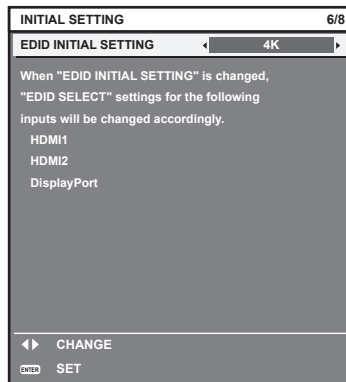 INITIAL SETTING 6/8
EDID INITIAL SETTING 4K
When "EDID INITIAL SETTING" is changed,
"EDID SELECT" settings for the following
inputs will be changed accordingly.
HDMI1
HDMI2
DisplayPort
CHANGE
ENTER SET